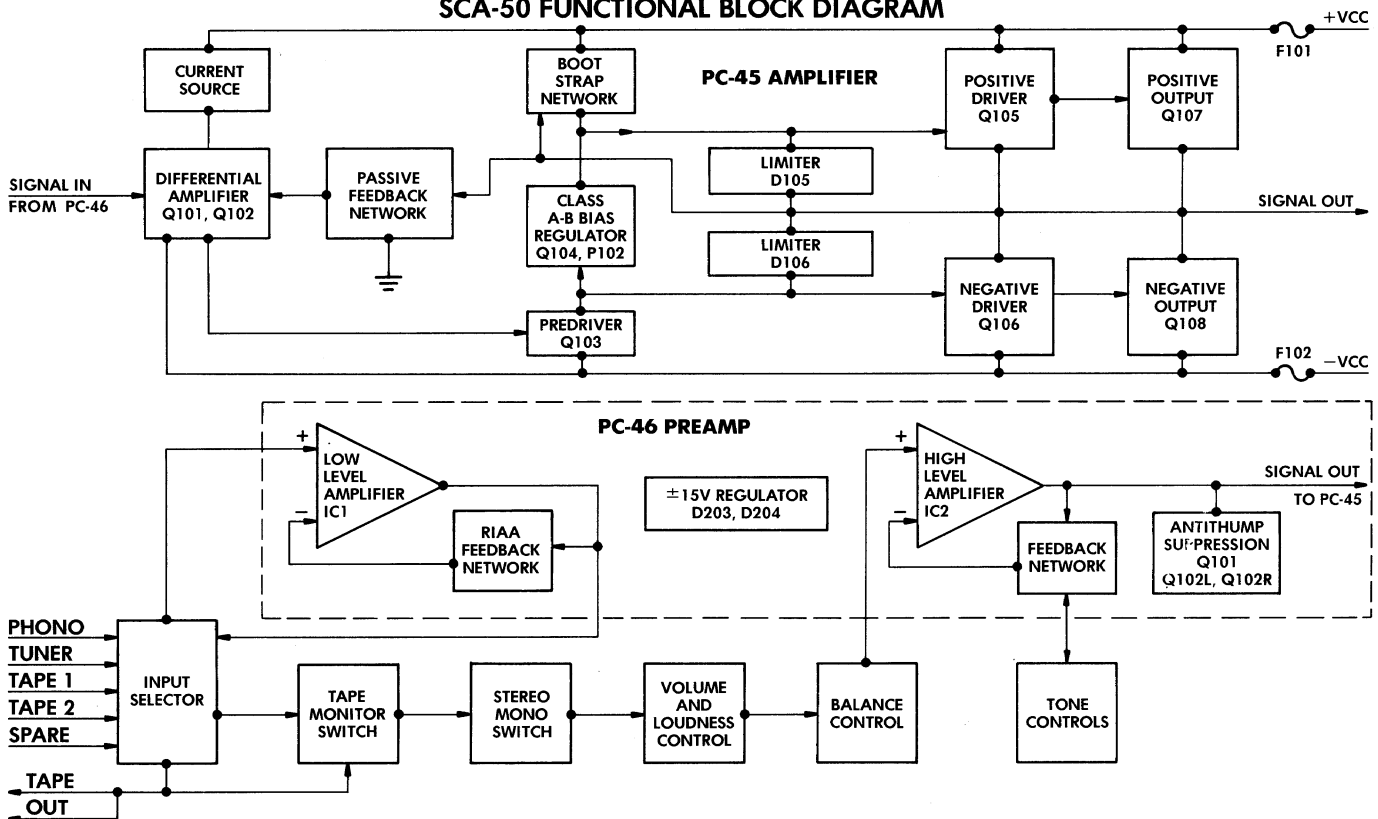 SCA-50 FUNCTIONAL BLOCK DIAGRAM
+VCC
F101
CURRENT
SOURCE
BOOT
STRAP
NETWORK
PC-45 AMPLIFIER
POSITIVE
DRIVER
Q105
POSITIVE
OUTPUT
Q107
SIGNAL IN
FROM PC-46
DIFFERENTIAL
AMPLIFIER
Q101, Q102
PASSIVE
FEEDBACK
NETWORK
CLASS
A-B BIAS
REGULATOR
Q104, P102
LIMITER
D105
LIMITER
D106
SIGNAL OUT
PREDRIVER
Q103
NEGATIVE
DRIVER
Q106
NEGATIVE
OUTPUT
Q108
F102
−VCC
PC-46 PREAMP
+
−
LOW
LEVEL
AMPLIFIER
IC1
RIAA
FEEDBACK
NETWORK
±15V REGULATOR
D203, D204
+
−
HIGH
LEVEL
AMPLIFIER
IC2
FEEDBACK
NETWORK
SIGNAL OUT
TO PC-45
ANTITHUMP
SUPPRESSION
Q101
Q102L, Q102R
PHONO
TUNER
TAPE 1
TAPE 2
SPARE
INPUT
SELECTOR
TAPE
MONITOR
SWITCH
STEREO
MONO
SWITCH
VOLUME
AND
LOUDNESS
CONTROL
BALANCE
CONTROL
TONE
CONTROLS
TAPE
OUT